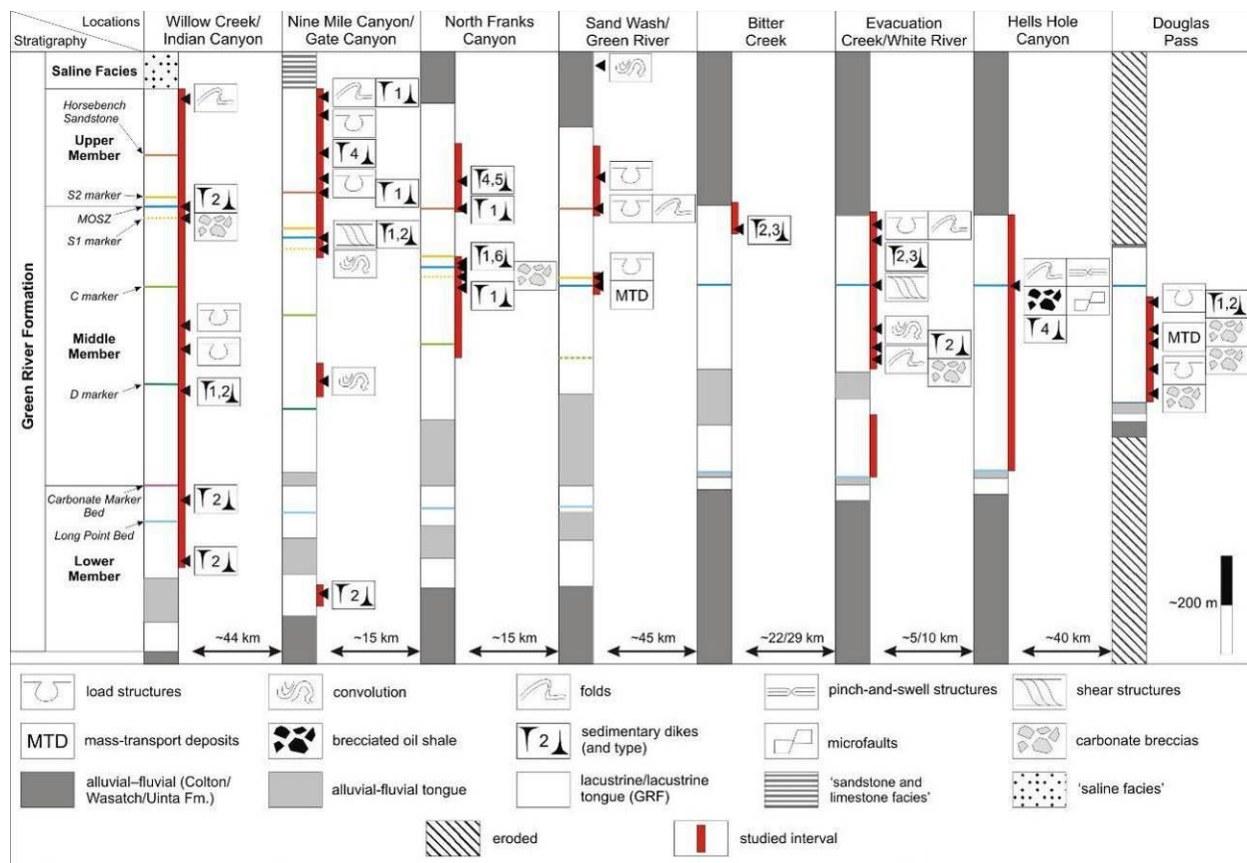 Locations
Stratigraphy
Willow Creek/
Indian Canyon
Nine Mile Canyon/
Gate Canyon
North Franks
Canyon
Sand Wash/
Green River
Bitter
Creek
Evacuation
Creek/White River
Hells Hole
Canyon
Douglas
Pass
Green River Formation
Saline Facies
Horsebench
Sandstone
Upper
Member
S2 marker
MOSZ
S1 marker
C marker
Middle
Member
D marker
Carbonate Marker
Bed
Long Point Bed
Lower
Member
2
1,2
2
2
1
4
1
1,2
2
4,5
1
1,6
1
MTD
2,3
2,3
2
4
1,2
MTD
~200 m
~44 km
~15 km
~15 km
~45 km
~22/29 km
~5/10 km
~40 km
load structures
convolution
folds
pinch-and-swell structures
shear structures
MTD
mass-transport deposits
brecciated oil shale
2
sedimentary dikes
(and type)
microfaults
carbonate breccias
alluvial–fluvial (Colton/
Wasatch/Uinta Fm.)
alluvial-fluvial tongue
lacustrine/lacustrine
tongue (GRF)
'sandstone and
limestone facies'
'saline facies'
eroded
studied interval